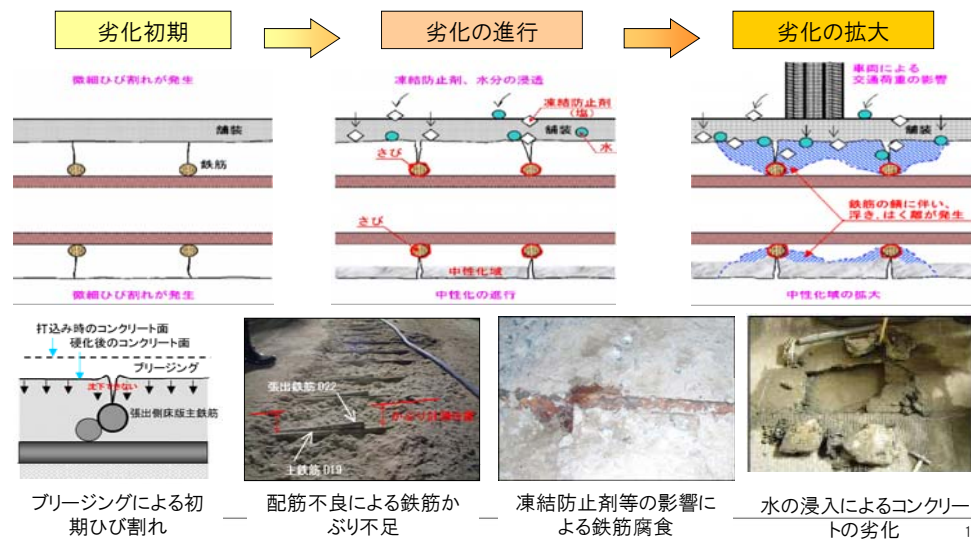 劣化初期
劣化の進行
劣化の拡大
微細ひび割れが発生
舗装
鉄筋
微細ひび割れが発生
凍結防止剤、水分の浸透
凍結防止剤
(塩)
舗装
水
さび
さび
中性化域
中性化の進行
車両による
交通荷重の影響
舗装
鉄筋の錆に伴い、
浮き、はく離が発生
中性化域の拡大
打込み時のコンクリート面
硬化後のコンクリート面
ブリージング
沈下できない
張出側床版主鉄筋
張出鉄筋D22
主鉄筋D19
ブリージングによる初
期ひび割れ
配筋不良による鉄筋か
ぶり不足
凍結防止剤等の影響に
よる鉄筋腐食
水の浸入によるコンクリー
トの劣化
1